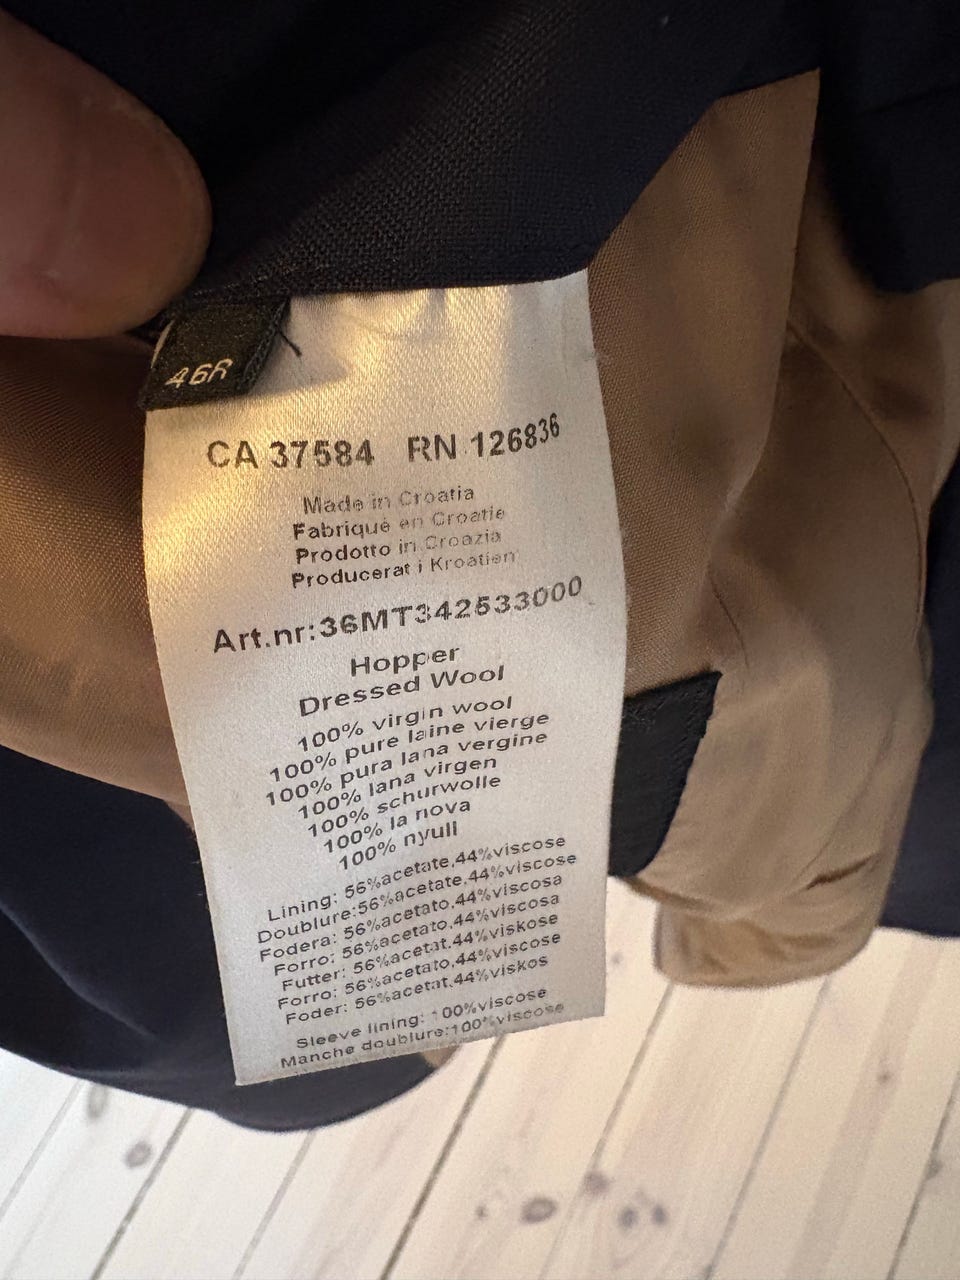 46R
CA 37584 RN 126836
Made in Croatia
Fabriqué en Croatie
Prodotto in Croazia
Producerat i Kroatien
Art.nr:36MT342533000
Hopper
Dressed Wool
100% virgin wool
100% pure laine vierge
100% pura lana vergine
100% lana virgen
100% schurwolle
100% la nova
100% nyull
Lining: 56%acetate,44%viscose
Doublure:56%acetate,44%viscose
Fodera: 56%acetato,44%viscosa
Forro: 56%acetato,44%viscosa
Futter: 56%acetat.44%viskose
Forro: 56%acetato,44%viscose
Foder: 56%acetat.44%viskos
Sleeve lining: 100%viscose
Manche doublure:100%viscose